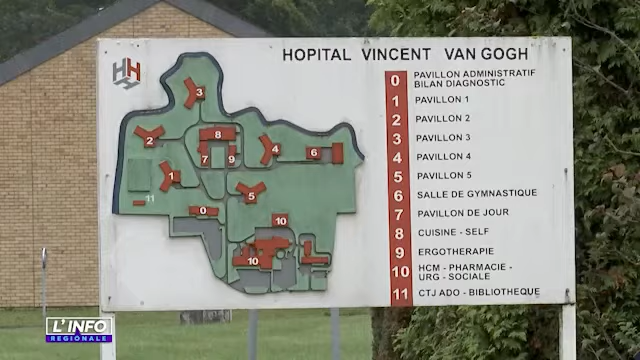 HOPITAL VINCENT VAN GOGH
HH
0 PAVILLON ADMINISTRATIF
BILAN DIAGNOSTIC
1 PAVILLON 1
2 PAVILLON 2
3 PAVILLON 3
4 PAVILLON 4
5 PAVILLON 5
6 SALLE DE GYMNASTIQUE
7 PAVILLON DE JOUR
8 CUISINE - SELF
9 ERGOTHERAPIE
10 HCM - PHARMACIE -
URG - SOCIALE
11 CTJ ADO - BIBLIOTHEQUE
3
2
8
7 9
4
6
1
5
11
0
10
10
L'INFO
RÉGIONALE